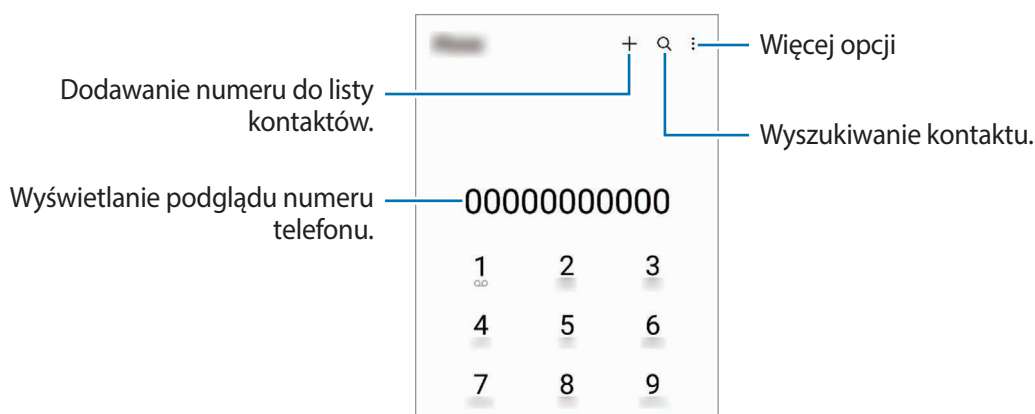 Więcej opcji
Dodawanie numeru do listy
kontaktów.
Wyszukiwanie kontaktu.
Wyświetlanie podglądu numeru
telefonu.
00000000000
1 2 3
4 5 6
7 8 9